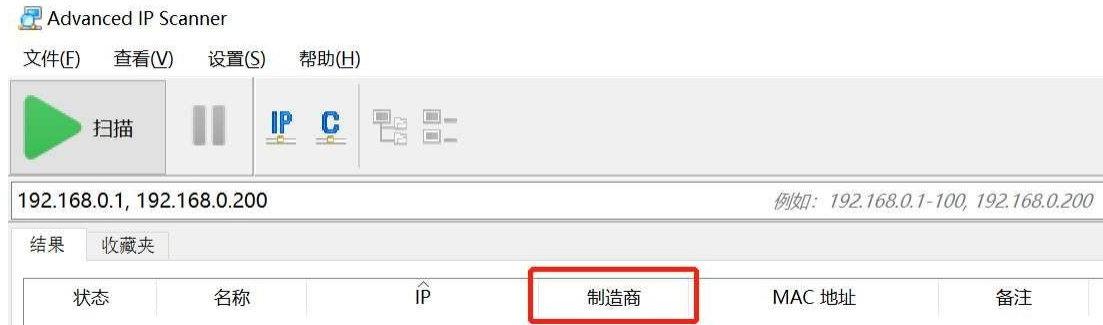 Advanced IP Scanner
文件(F) 查看(V) 设置(S) 帮助(H)
扫描 IP C
192.168.0.1, 192.168.0.200 例如: 192.168.0.1-100, 192.168.0.200
结果 收藏夹
状态 名称 IP 制造商 MAC 地址 备注